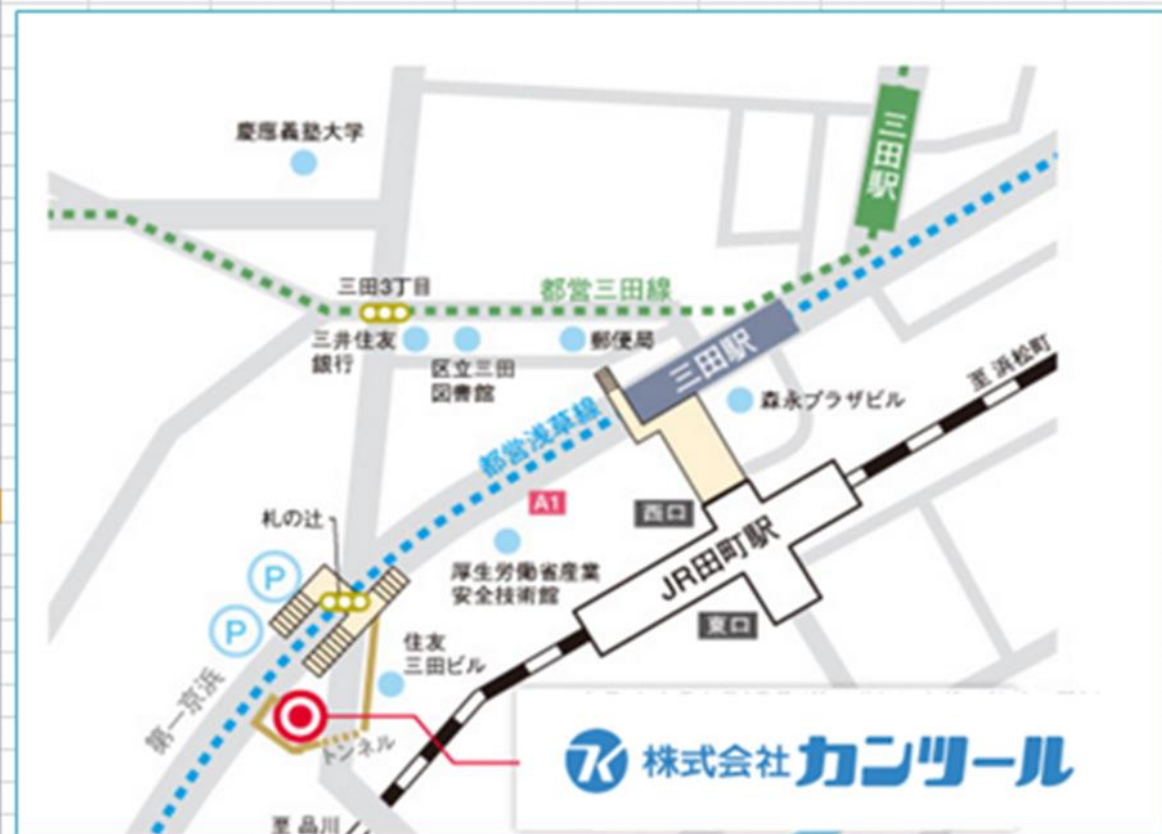 慶應義塾大学
三田駅
三田3丁目
都営三田線
三井住友
銀行
区立三田
図書館
郵便局
三田駅
森永プラザビル
至 浜松町
都営浅草線
A1
西口
札の辻
JR田町駅
厚生労働省産業
安全技術館
P
P
東口
住友
三田ビル
第一京浜
トンネル
株式会社カンツール
至 品川